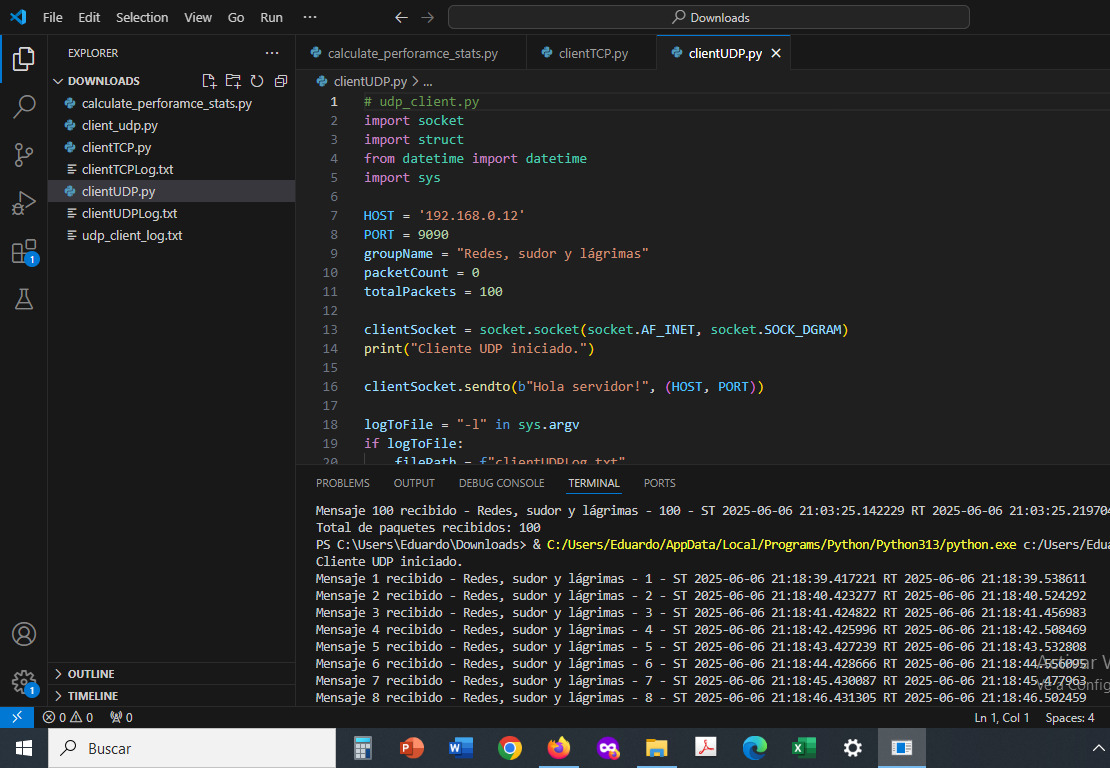 File Edit Selection View Go Run ···
Downloads
EXPLORER
DOWNLOADS
calculate_perforamce_stats.py
client_udp.py
clientTCP.py
clientTCPLog.txt
clientUDP.py
clientUDPLog.txt
udp_client_log.txt
OUTLINE
TIMELINE
1
1
calculate_perforamce_stats.py
clientTCP.py
clientUDP.py
clientUDP.py > ...
1 # udp_client.py
2 import socket
3 import struct
4 from datetime import datetime
5 import sys
6
7 HOST = '192.168.0.12'
8 PORT = 9090
9 groupName = "Redes, sudor y lágrimas"
10 packetCount = 0
11 totalPackets = 100
12
13 clientSocket = socket.socket(socket.AF_INET, socket.SOCK_DGRAM)
14 print("Cliente UDP iniciado.")
15
16 clientSocket.sendto(b"Hola servidor!", (HOST, PORT))
17
18 logToFile = "-l" in sys.argv
19 if logToFile:
20 filePath = f"clientUDPLog.txt"
PROBLEMS OUTPUT DEBUG CONSOLE TERMINAL PORTS
Mensaje 100 recibido - Redes, sudor y lágrimas - 100 - ST 2025-06-06 21:03:25.142229 RT 2025-06-06 21:03:25.219704
Total de paquetes recibidos: 100
PS C:\Users\Eduardo\Downloads> & C:/Users/Eduardo/AppData/Local/Programs/Python/Python313/python.exe c:/Users/Edua
Cliente UDP iniciado.
Mensaje 1 recibido - Redes, sudor y lágrimas - 1 - ST 2025-06-06 21:18:39.417221 RT 2025-06-06 21:18:39.538611
Mensaje 2 recibido - Redes, sudor y lágrimas - 2 - ST 2025-06-06 21:18:40.423277 RT 2025-06-06 21:18:40.524292
Mensaje 3 recibido - Redes, sudor y lágrimas - 3 - ST 2025-06-06 21:18:41.424822 RT 2025-06-06 21:18:41.456983
Mensaje 4 recibido - Redes, sudor y lágrimas - 4 - ST 2025-06-06 21:18:42.425996 RT 2025-06-06 21:18:42.508469
Mensaje 5 recibido - Redes, sudor y lágrimas - 5 - ST 2025-06-06 21:18:43.427239 RT 2025-06-06 21:18:43.532808
Mensaje 6 recibido - Redes, sudor y lágrimas - 6 - ST 2025-06-06 21:18:44.428666 RT 2025-06-06 21:18:44.556095
Mensaje 7 recibido - Redes, sudor y lágrimas - 7 - ST 2025-06-06 21:18:45.430087 RT 2025-06-06 21:18:45.477963
Mensaje 8 recibido - Redes, sudor y lágrimas - 8 - ST 2025-06-06 21:18:46.431305 RT 2025-06-06 21:18:46.502459
Activar V
Ve a Config
0 0 0
Ln 1, Col 1 Spaces: 4
Buscar